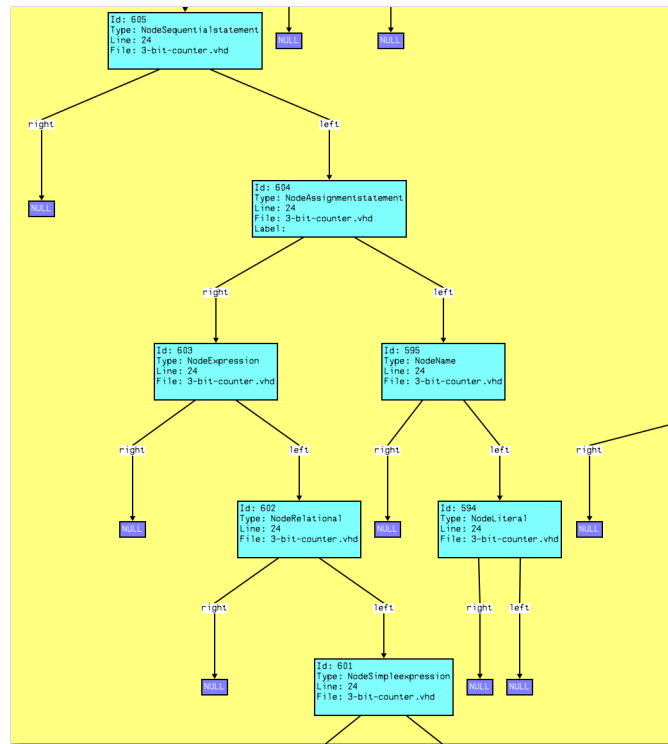 Id: 605
Type: NodeSequentialstatement
Line: 24
File: 3-bit-counter.vhd
NULL
NULL
right
left
NULL
Id: 604
Type: NodeAssignmentstatement
Line: 24
File: 3-bit-counter.vhd
Label:
right
left
Id: 603
Type: NodeExpression
Line: 24
File: 3-bit-counter.vhd
Id: 595
Type: NodeName
Line: 24
File: 3-bit-counter.vhd
right
left
right
left
right
NULL
Id: 602
Type: NodeRelational
Line: 24
File: 3-bit-counter.vhd
NULL
Id: 594
Type: NodeLiteral
Line: 24
File: 3-bit-counter.vhd
NULL
right
left
right
left
NULL
Id: 601
Type: NodeSimpleexpression
Line: 24
File: 3-bit-counter.vhd
NULL
NULL